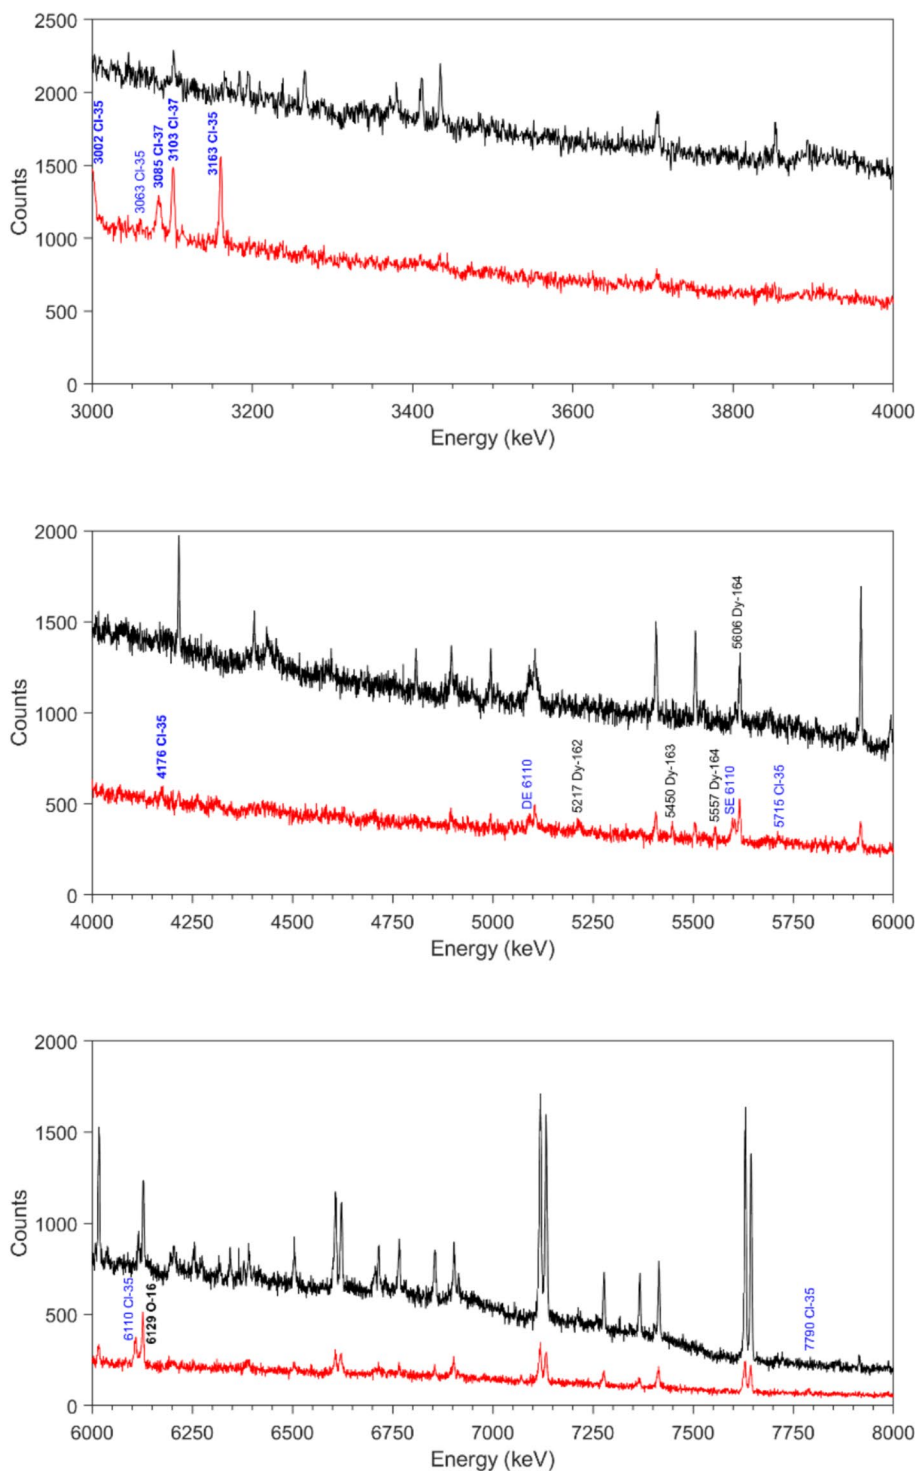 2500
2000
1500
1000
500
0
Counts
3002 Cl-35
3063 Cl-35
3085 Cl-37
3103 Cl-37
3163 Cl-35
3000
3200
3400
3600
3800
4000
Energy (keV)
2000
1500
1000
500
0
Counts
4176 Cl-35
DE 6110
5217 Dy-162
5450 Dy-163
5557 Dy-164
SE 6110
5606 Dy-164
5715 Cl-35
4000
4250
4500
4750
5000
5250
5500
5750
6000
Energy (keV)
2000
1500
1000
500
0
Counts
6110 Cl-35
6129 O-16
7790 Cl-35
6000
6250
6500
6750
7000
7250
7500
7750
8000
Energy (keV)